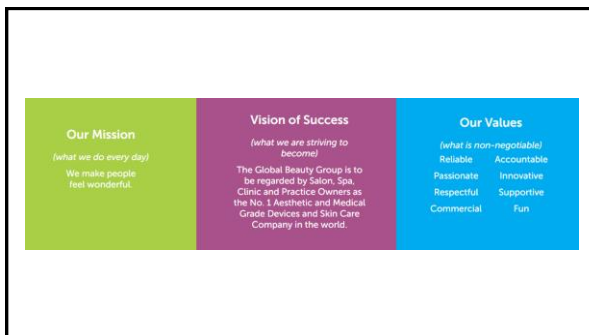 Our Mission
(what we do every day)
We make people
feel wonderful.
Vision of Success
(what we are striving to
become)
The Global Beauty Group is to
be regarded by Salon, Spa,
Clinic and Practice Owners as
the No. 1 Aesthetic and Medical
Grade Devices and Skin Care
Company in the world.
Our Values
(what is non-negotiable)
Reliable Accountable
Passionate Innovative
Respectful Supportive
Commercial Fun